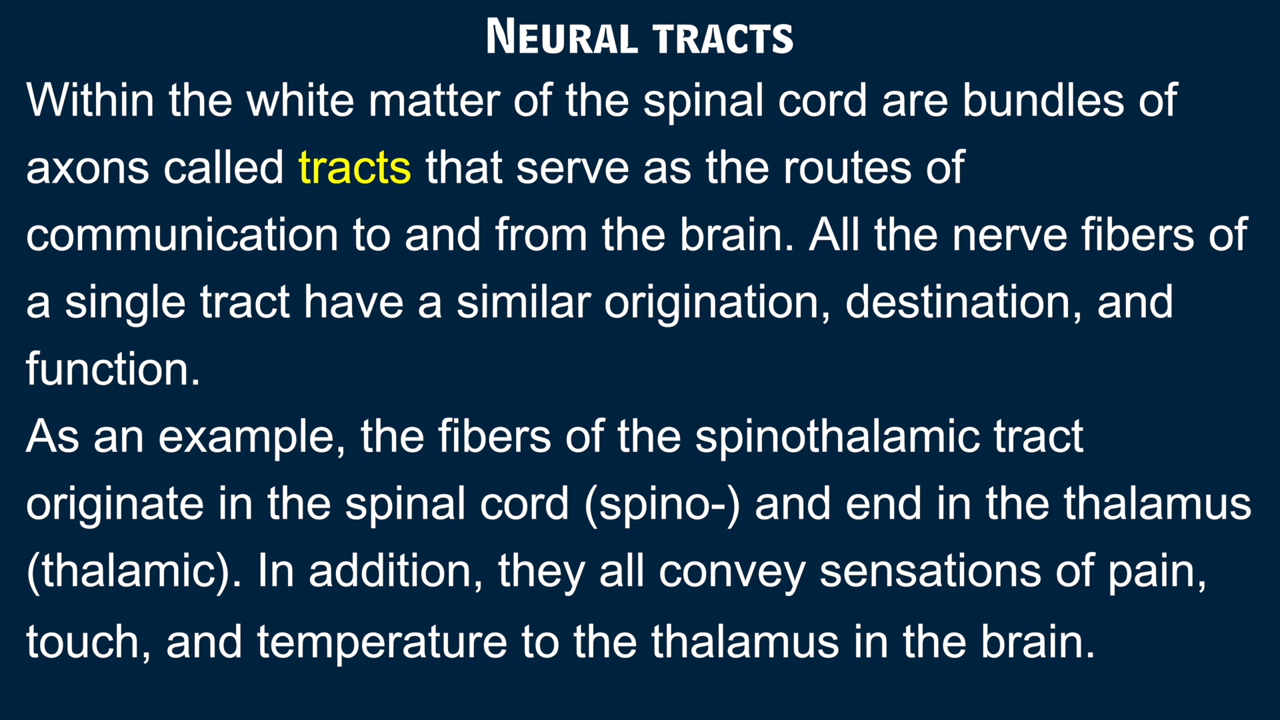 NEURAL TRACTS
Within the white matter of the spinal cord are bundles of
axons called tracts that serve as the routes of
communication to and from the brain. All the nerve fibers of
a single tract have a similar origination, destination, and
function.
As an example, the fibers of the spinothalamic tract
originate in the spinal cord (spino-) and end in the thalamus
(thalamic). In addition, they all convey sensations of pain,
touch, and temperature to the thalamus in the brain.